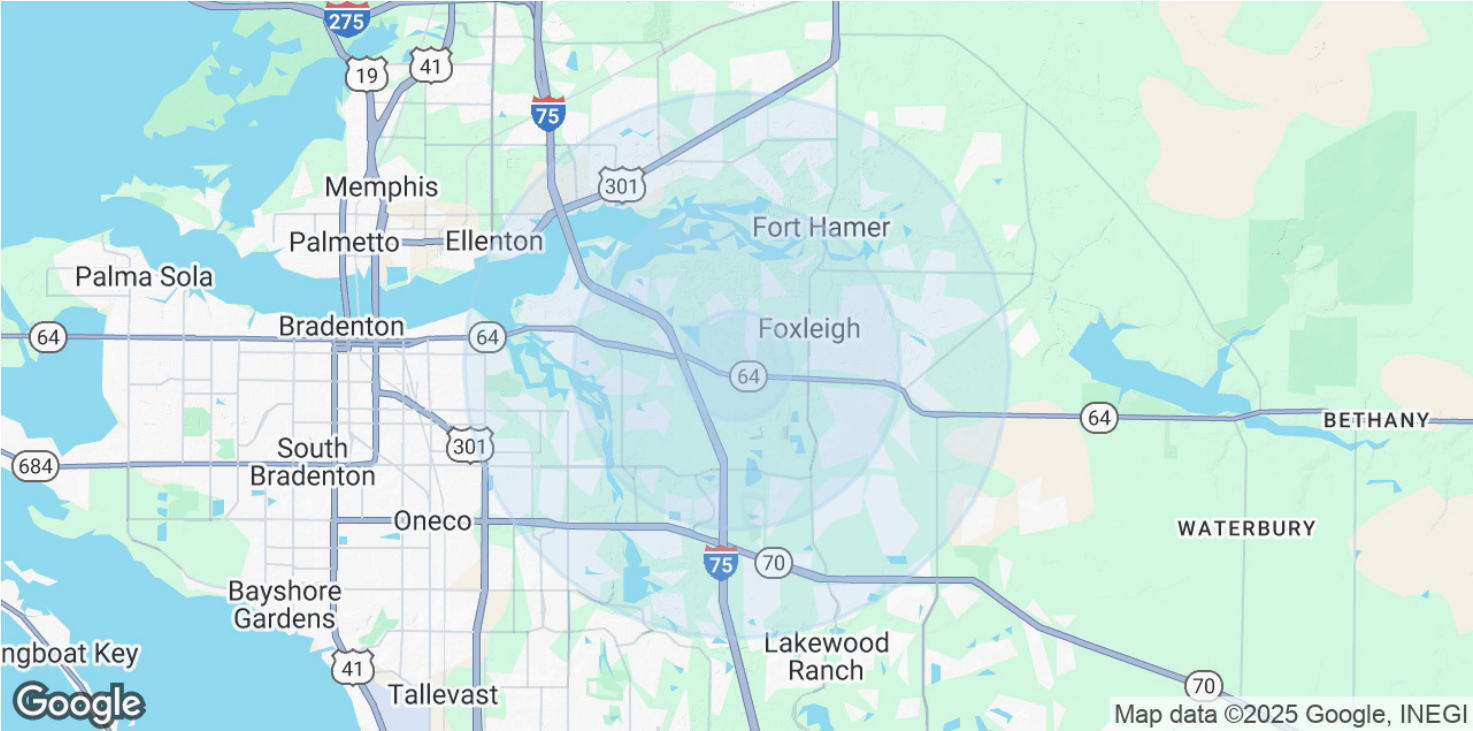 275
19
41
75
301
Memphis
Fort Hamer
Palmetto
Ellenton
Palma Sola
Bradenton
64
64
Foxleigh
64
64
BETHANY
South
Bradenton
301
684
Oneco
WATERBURY
75
70
Bayshore
Gardens
ngboat Key
41
Lakewood
Ranch
Tallevast
70
Google
Map data ©2025 Google, INEGI